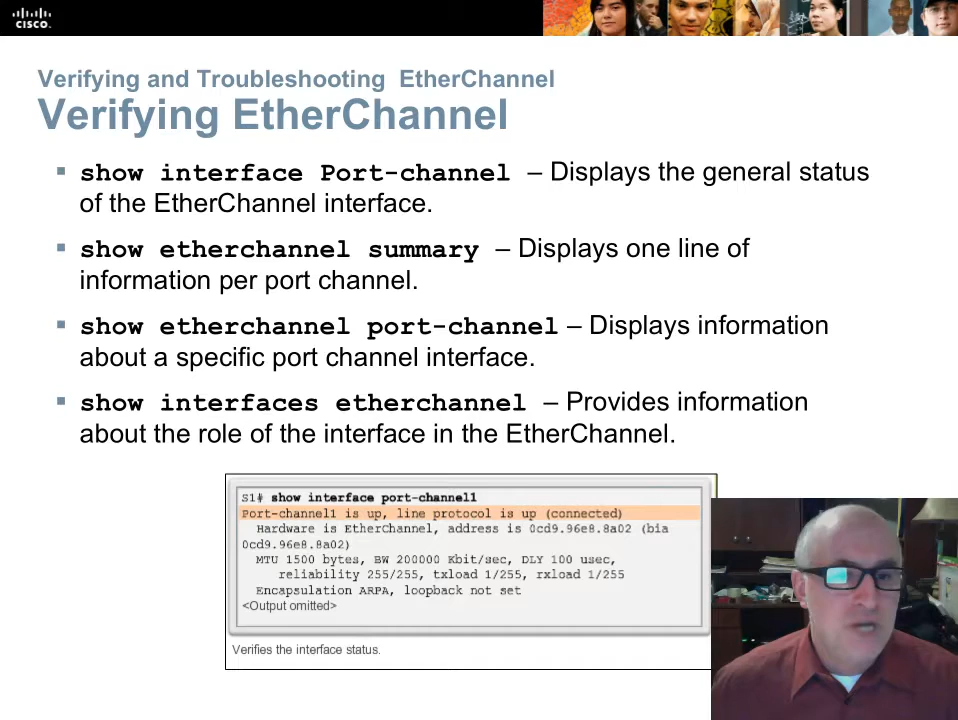 CISCO.
Verifying and Troubleshooting EtherChannel
Verifying EtherChannel
show interface Port-channel – Displays the general status
of the EtherChannel interface.
show etherchannel summary – Displays one line of
information per port channel.
show etherchannel port-channel – Displays information
about a specific port channel interface.
show interfaces etherchannel – Provides information
about the role of the interface in the EtherChannel.
S1# show interface port-channel1
Port-channel1 is up, line protocol is up (connected)
Hardware is EtherChannel, address is 0cd9.96e8.8a02 (bia
0cd9.96e8.8a02)
MTU 1500 bytes, BW 200000 Kbit/sec, DLY 100 usec,
reliability 255/255, txload 1/255, rxload 1/255
Encapsulation ARPA, loopback not set
<Output omitted>
Verifies the interface status.